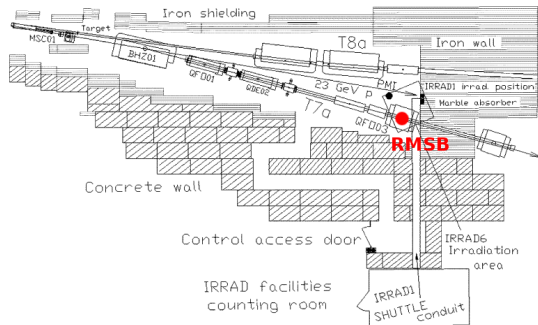 Iron shielding
Target
MSC01
BHZ01
T8a
Iron wall
QFO01
QDE02
23 GeV p
PMI
IRRAD1 irrad. position
Marble absorber
T7a
QFO03
RMSB
Concrete wall
Control access door
IRRAD6
Irradiation
area
IRRAD facilities
counting room
IRRAD1
SHUTTLE
conduit